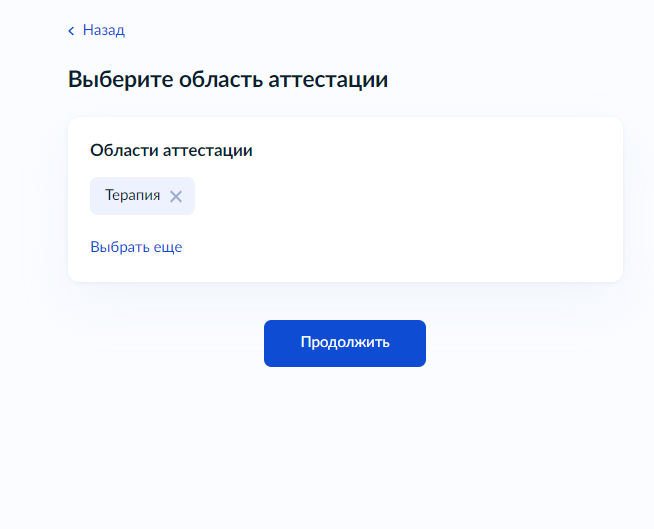 Назад
Выберите область аттестации
Области аттестации
Терапия
Выбрать еще
Продолжить